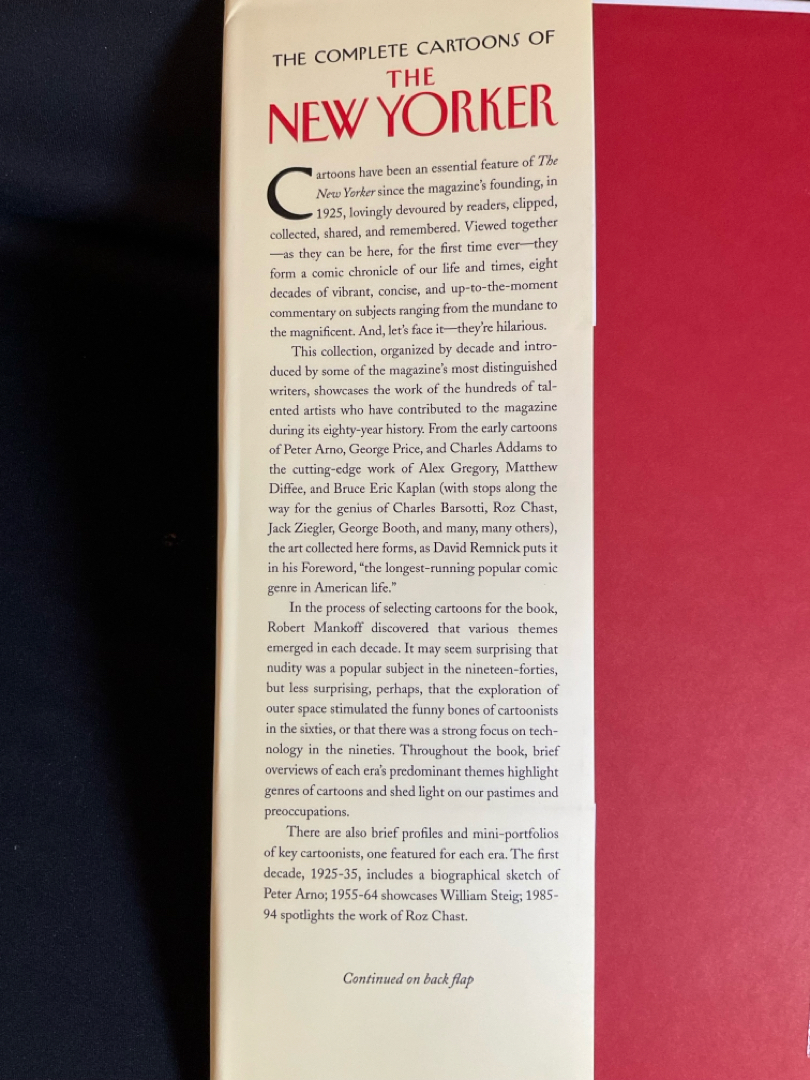 THE COMPLETE CARTOONS OF
THE
NEW YORKER
Cartoons have been an essential feature of The
New Yorker since the magazine's founding, in
1925, lovingly devoured by readers, clipped,
collected, shared, and remembered. Viewed together
—as they can be here, for the first time ever—they
form a comic chronicle of our life and times, eight
decades of vibrant, concise, and up-to-the-moment
commentary on subjects ranging from the mundane to
the magnificent. And, let's face it—they're hilarious.
This collection, organized by decade and intro-
duced by some of the magazine's most distinguished
writers, showcases the work of the hundreds of tal-
ented artists who have contributed to the magazine
during its eighty-year history. From the early cartoons
of Peter Arno, George Price, and Charles Addams to
the cutting-edge work of Alex Gregory, Matthew
Diffee, and Bruce Eric Kaplan (with stops along the
way for the genius of Charles Barsotti, Roz Chast,
Jack Ziegler, George Booth, and many, many others),
the art collected here forms, as David Remnick puts it
in his Foreword, “the longest-running popular comic
genre in American life.”
In the process of selecting cartoons for the book,
Robert Mankoff discovered that various themes
emerged in each decade. It may seem surprising that
nudity was a popular subject in the nineteen-forties,
but less surprising, perhaps, that the exploration of
outer space stimulated the funny bones of cartoonists
in the sixties, or that there was a strong focus on tech-
nology in the nineties. Throughout the book, brief
overviews of each era's predominant themes highlight
genres of cartoons and shed light on our pastimes and
preoccupations.
There are also brief profiles and mini-portfolios
of key cartoonists, one featured for each era. The first
decade, 1925-35, includes a biographical sketch of
Peter Arno; 1955-64 showcases William Steig; 1985-
94 spotlights the work of Roz Chast.
Continued on back flap